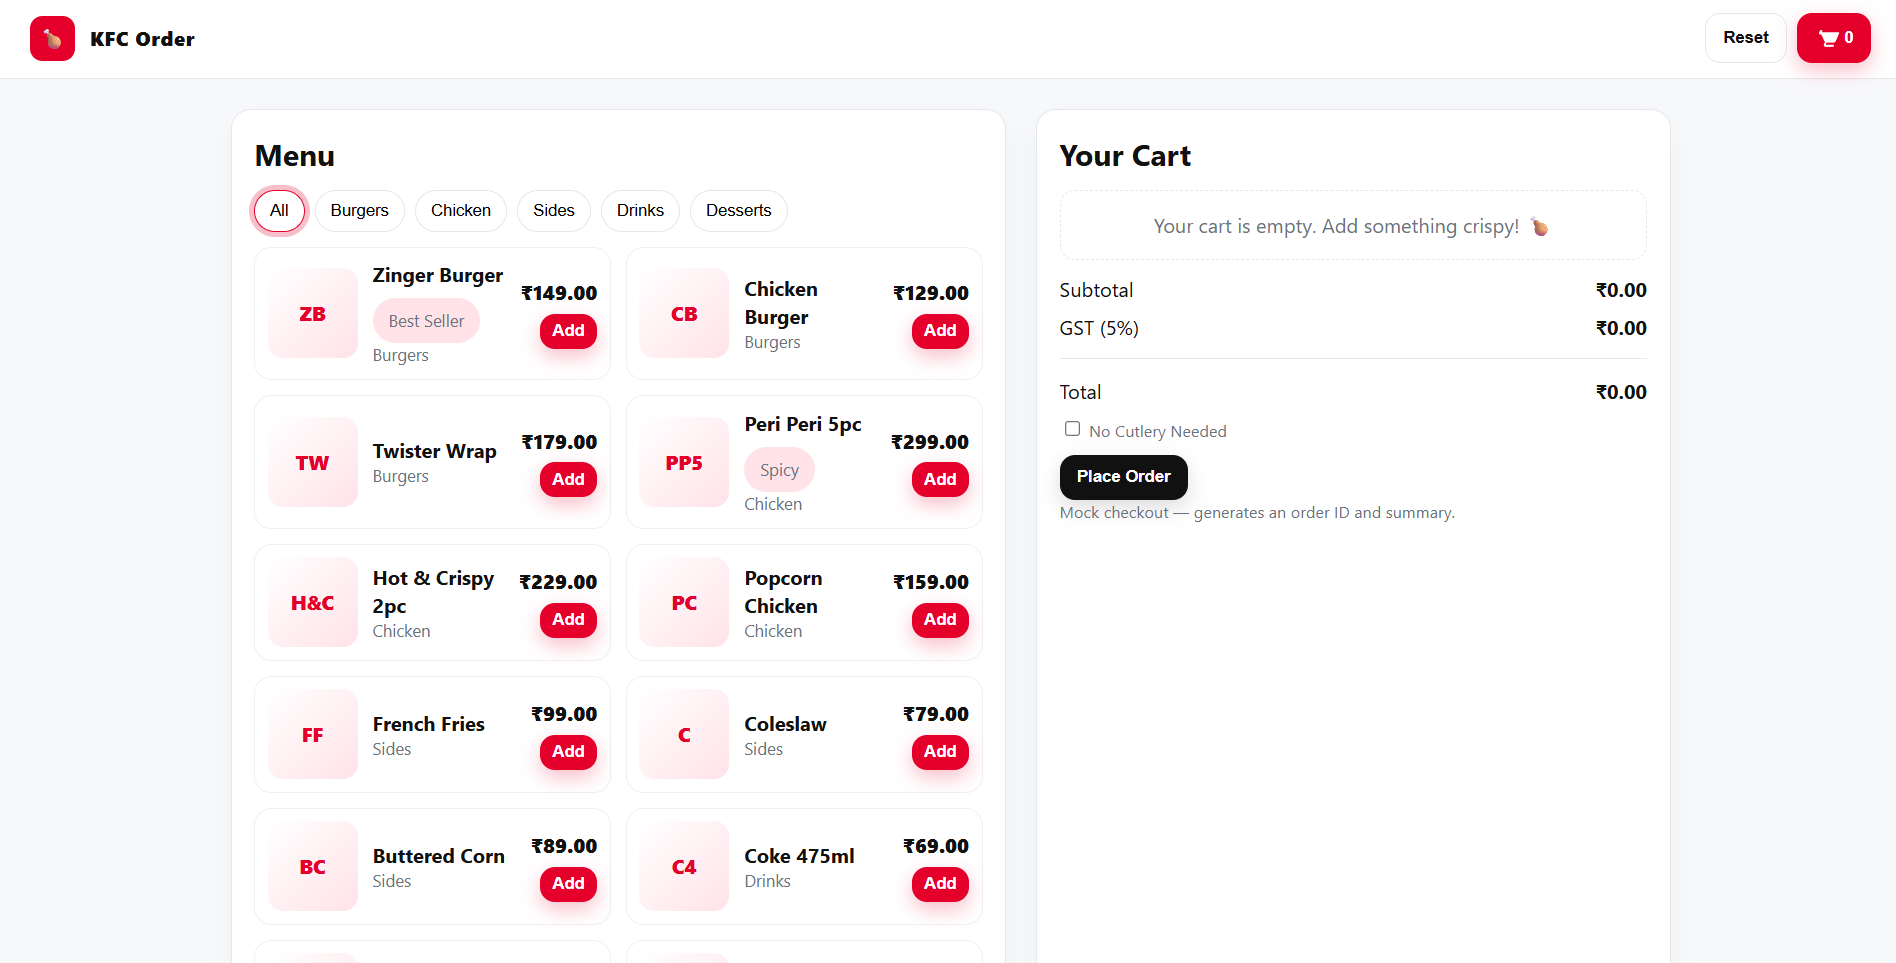 KFC Order
Reset
0
Menu
All
Burgers
Chicken
Sides
Drinks
Desserts
ZB
Zinger Burger
Best Seller
Burgers
₹149.00
Add
CB
Chicken
Burger
Burgers
₹129.00
Add
TW
Twister Wrap
Burgers
₹179.00
Add
PP5
Peri Peri 5pc
Spicy
Chicken
₹299.00
Add
H&C
Hot & Crispy
2pc
Chicken
₹229.00
Add
PC
Popcorn
Chicken
Chicken
₹159.00
Add
FF
French Fries
Sides
₹99.00
Add
C
Coleslaw
Sides
₹79.00
Add
BC
Buttered Corn
Sides
₹89.00
Add
C4
Coke 475ml
Drinks
₹69.00
Add
Your Cart
Your cart is empty. Add something crispy! 🍗
Subtotal ₹0.00
GST (5%) ₹0.00
Total ₹0.00
No Cutlery Needed
Place Order
Mock checkout — generates an order ID and summary.